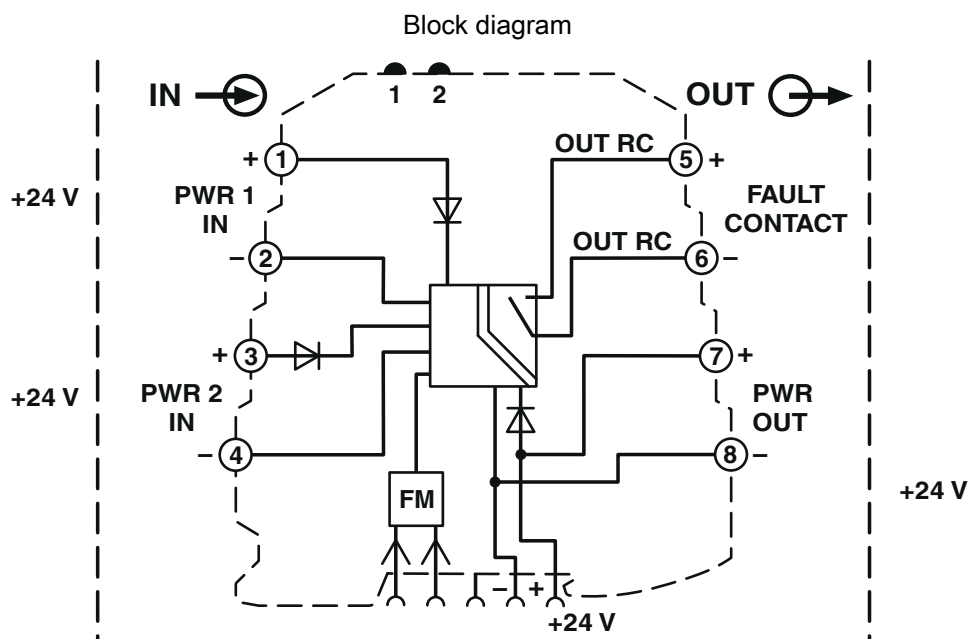 Block diagram
IN
1 2
OUT
OUT RC
+ 1
5 +
+24 V
PWR 1
IN
FAULT
CONTACT
OUT RC
– 2
6 –
+ 3
7 +
+24 V
PWR 2
IN
PWR
OUT
– 4
8 –
FM
+24 V
– +
+24 V